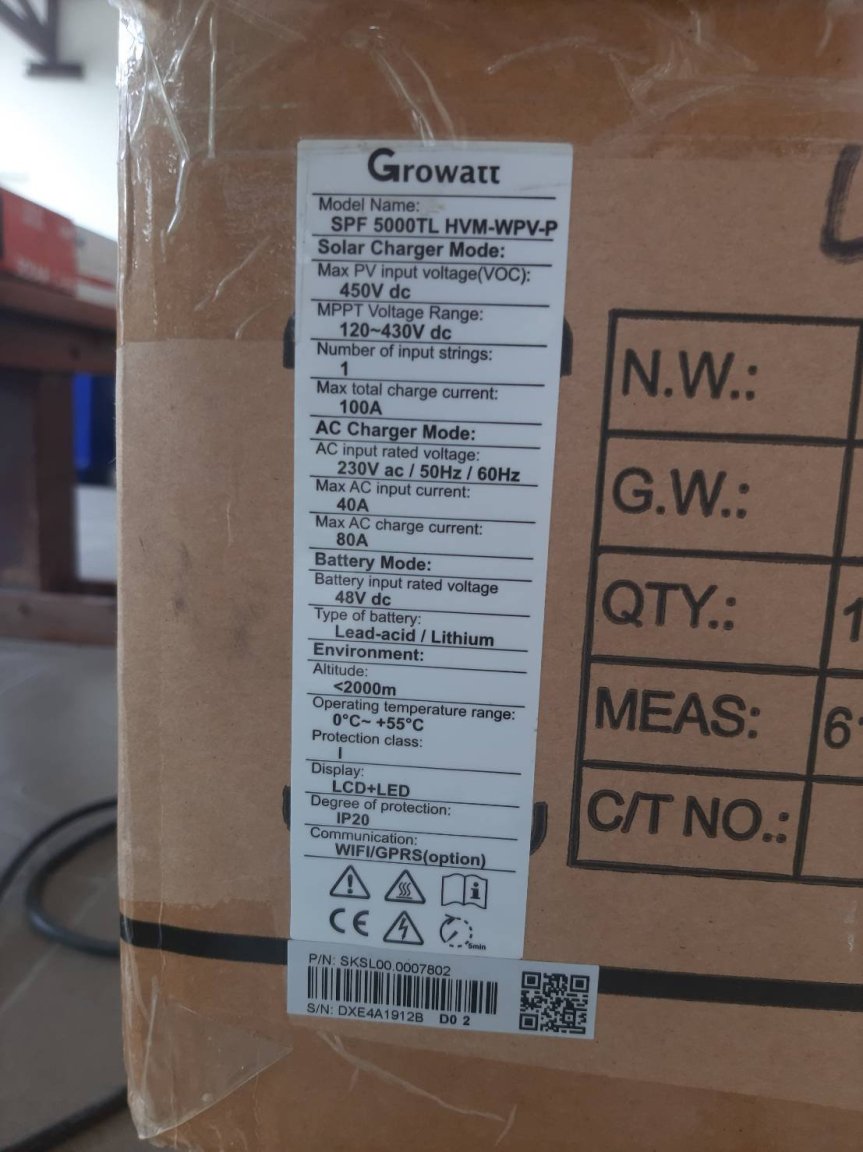 Growatt
Model Name:
SPF 5000TL HVM-WPV-P
Solar Charger Mode:
Max PV input voltage(VOC):
450V dc
MPPT Voltage Range:
120~430V dc
Number of input strings:
1
Max total charge current:
100A
AC Charger Mode:
AC input rated voltage:
230V ac / 50Hz / 60Hz
Max AC input current:
40A
Max AC charge current:
80A
Battery Mode:
Battery input rated voltage
48V dc
Type of battery:
Lead-acid / Lithium
Environment:
Altitude:
<2000m
Operating temperature range:
0°C~ +55°C
Protection class:
I
Display:
LCD+LED
Degree of protection:
IP20
Communication:
WIFI/GPRS(option)
CE
5min
P/N: SKSL00.0007802
S/N: DXE4A1912B D0 2
N.W.:
G.W.:
QTY.: 1
MEAS: 6
C/T NO.: